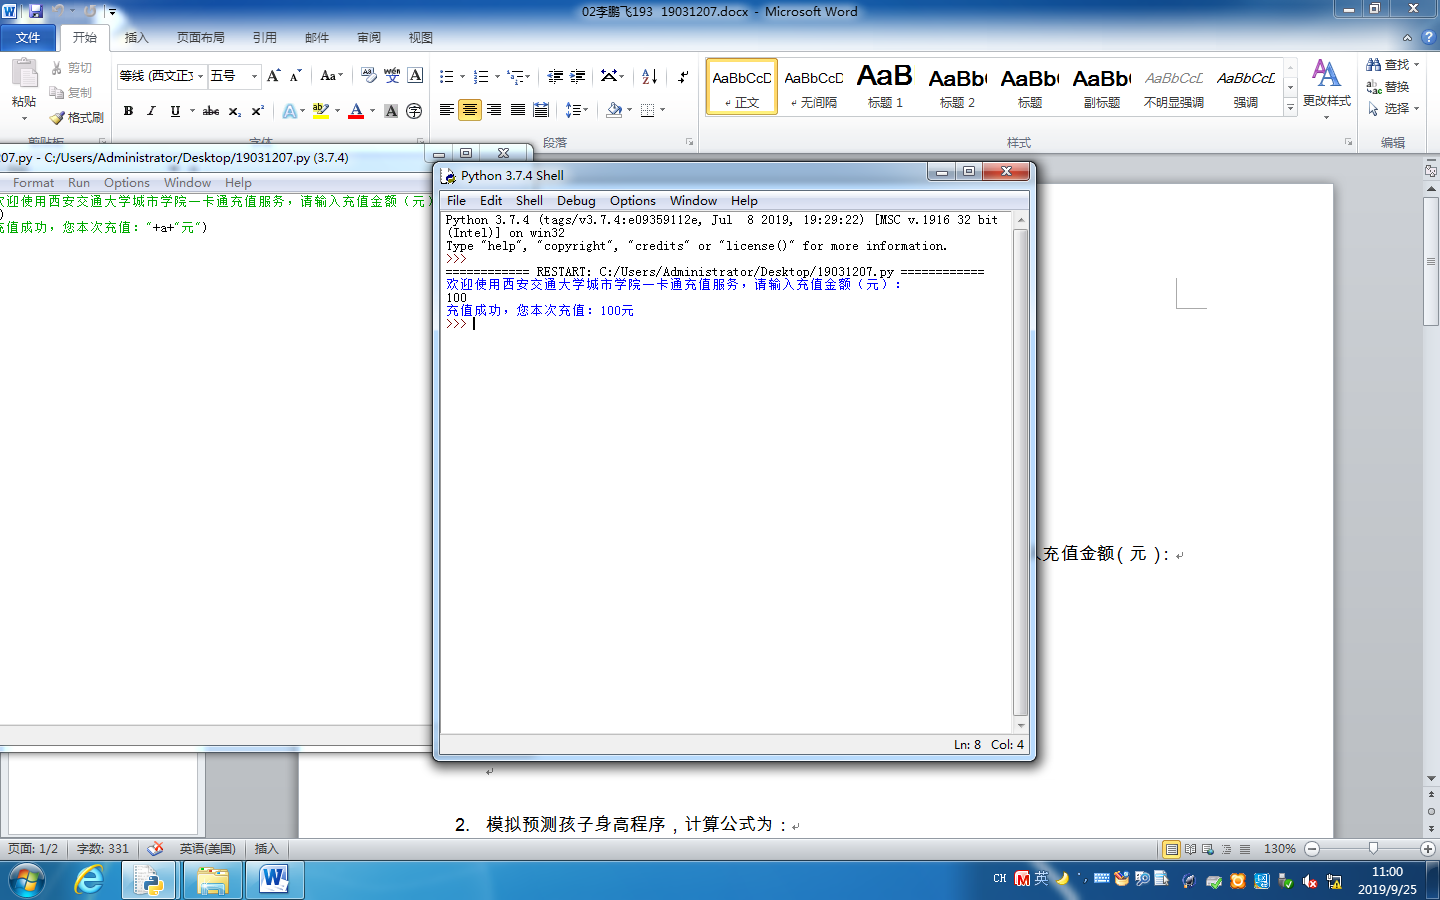 02李鹏飞193  19031207.docx  -  Microsoft Word
文件 开始 插入 页面布局 引用 邮件 审阅 视图
粘贴 剪切 复制 格式刷
等线 (西文正文 五号
剪贴板 字体 段落 样式 编辑
AaBbCcD AaBbCcD AaB AaBb( AaBb( AaBb( AaBbCcD AaBbCcD
正文 无间隔 标题 1 标题 2 标题 副标题 不明显强调 强调
更改样式
查找
替换
选择
07.py - C:/Users/Administrator/Desktop/19031207.py (3.7.4)
Format Run Options Window Help
欢迎使用西安交通大学城市学院一卡通充值服务，请输入充值金额（元）
)
充值成功，您本次充值："+a+"元")
Python 3.7.4 Shell
File Edit Shell Debug Options Window Help
Python 3.7.4 (tags/v3.7.4:e09359112e, Jul  8 2019, 19:29:22) [MSC v.1916 32 bit
(Intel)] on win32
Type "help", "copyright", "credits" or "license()" for more information.
>>>
============ RESTART: C:/Users/Administrator/Desktop/19031207.py ============
欢迎使用西安交通大学城市学院一卡通充值服务，请输入充值金额（元）：
100
充值成功，您本次充值：100元
>>>
Ln: 8 Col: 4
充值金额( 元 ):
2. 模拟预测孩子身高程序，计算公式为：
页面: 1/2 字数: 331 英语(美国) 插入 130%
CH 英 11:00
2019/9/25